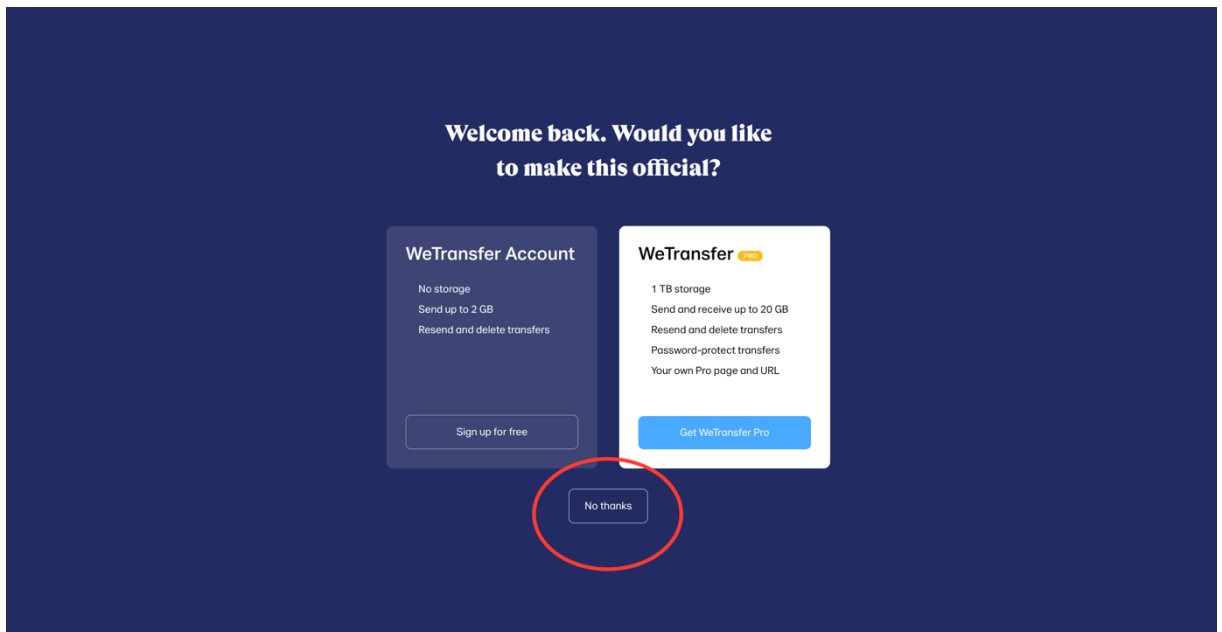 Welcome back. Would you like
to make this official?
WeTransfer Account
No storage
Send up to 2 GB
Resend and delete transfers
Sign up for free
WeTransfer PRO
1 TB storage
Send and receive up to 20 GB
Resend and delete transfers
Password-protect transfers
Your own Pro page and URL
Get WeTransfer Pro
No thanks